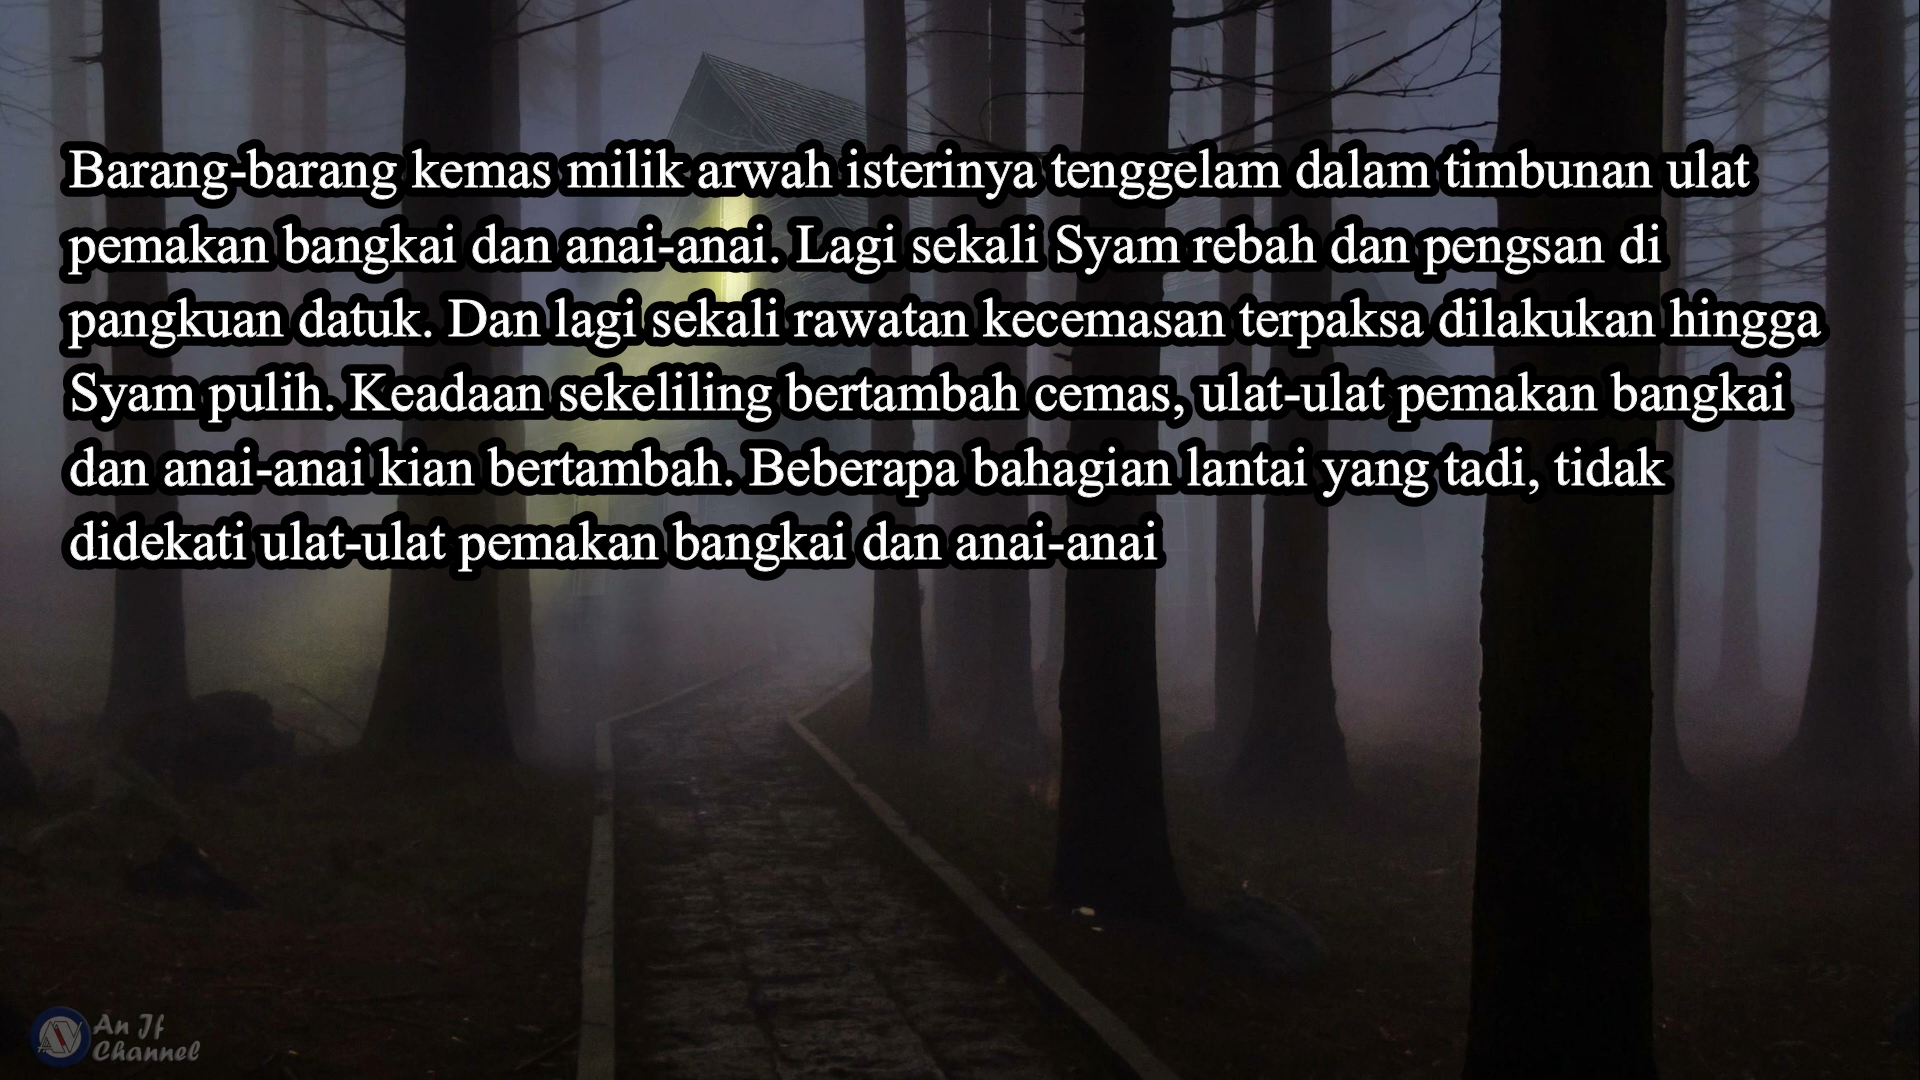 Barang-barang kemas milik arwah isterinya tenggelam dalam timbunan ulat
pemakan bangkai dan anai-anai. Lagi sekali Syam rebah dan pengsan di
pangkuan datuk. Dan lagi sekali rawatan kecemasan terpaksa dilakukan hingga
Syam pulih. Keadaan sekeliling bertambah cemas, ulat-ulat pemakan bangkai
dan anai-anai kian bertambah. Beberapa bahagian lantai yang tadi, tidak
didekati ulat-ulat pemakan bangkai dan anai-anai
An If
Channel